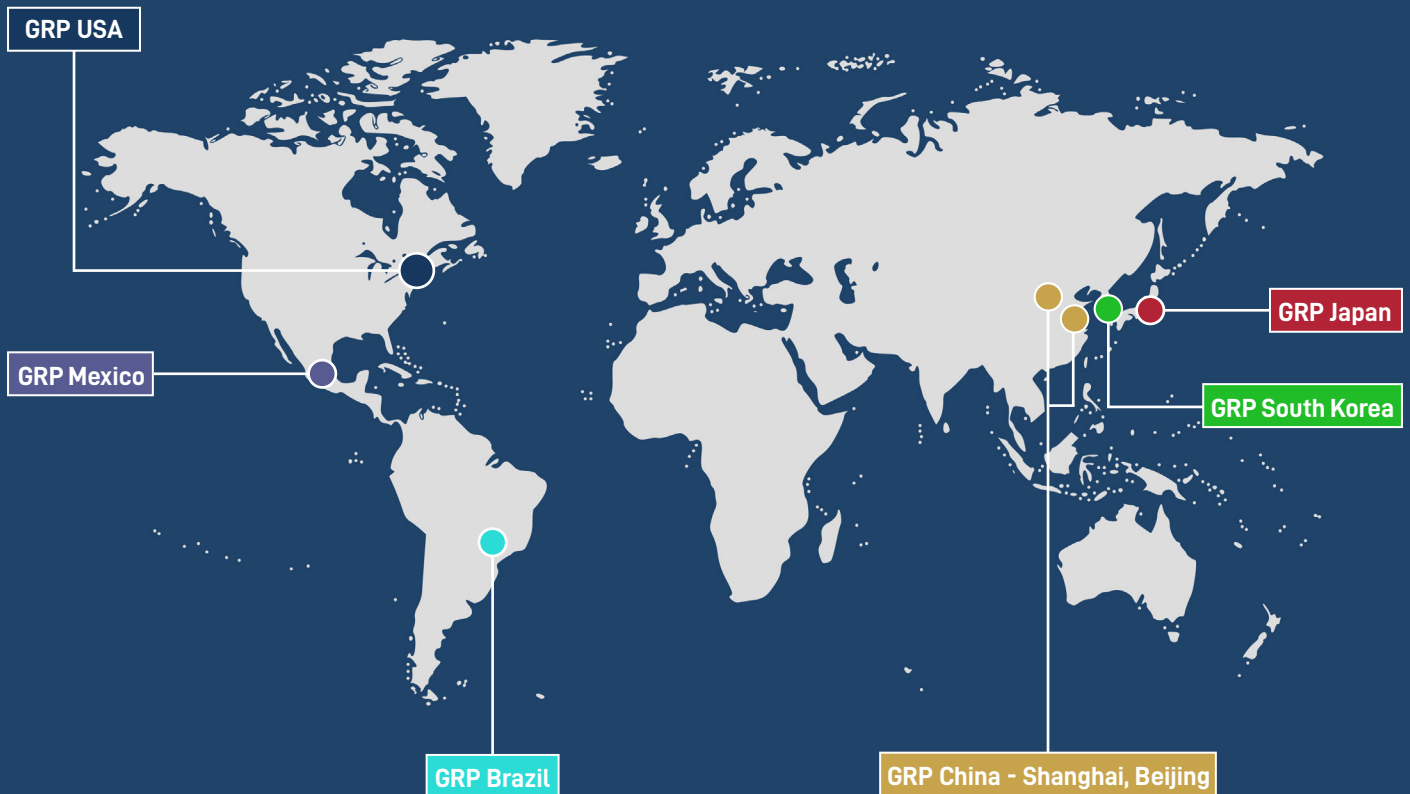 GRP USA
GRP Japan
GRP Mexico
GRP South Korea
GRP Brazil
GRP China - Shanghai, Beijing